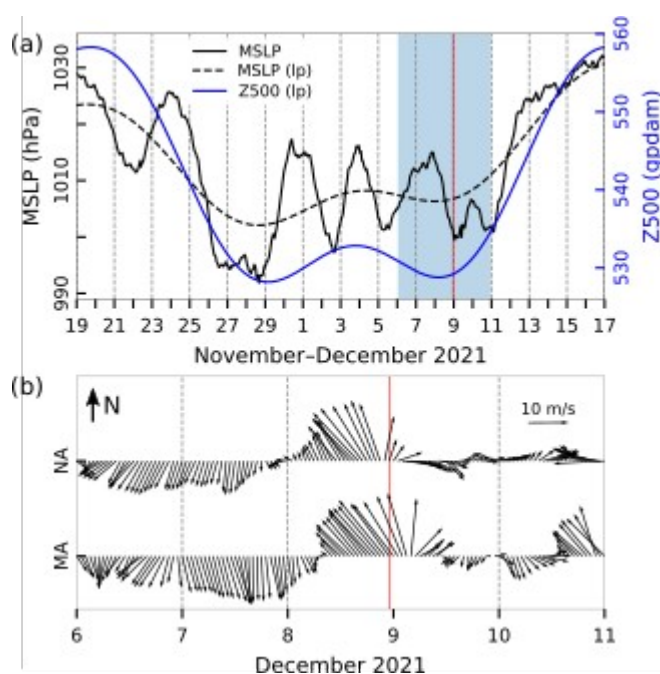 (a)
MSLP
MSLP (lp)
Z500 (lp)
MSLP (hPa)
1030
1010
990
Z500 (gpdam)
560
550
540
530
19 21 23 25 27 29 1 3 5 7 9 11 13 15 17
November–December 2021
(b)
N
10 m/s
NA
MA
6 7 8 9 10 11
December 2021